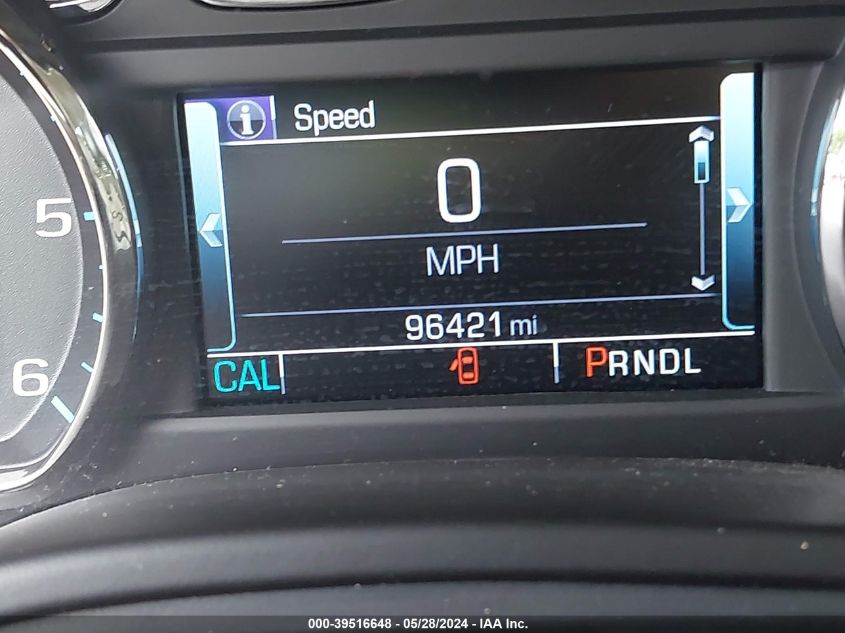 Speed
0
MPH
5
96421 mi
6
CAL
PRNDL
000-39516648 - 05/28/2024 - IAA Inc.